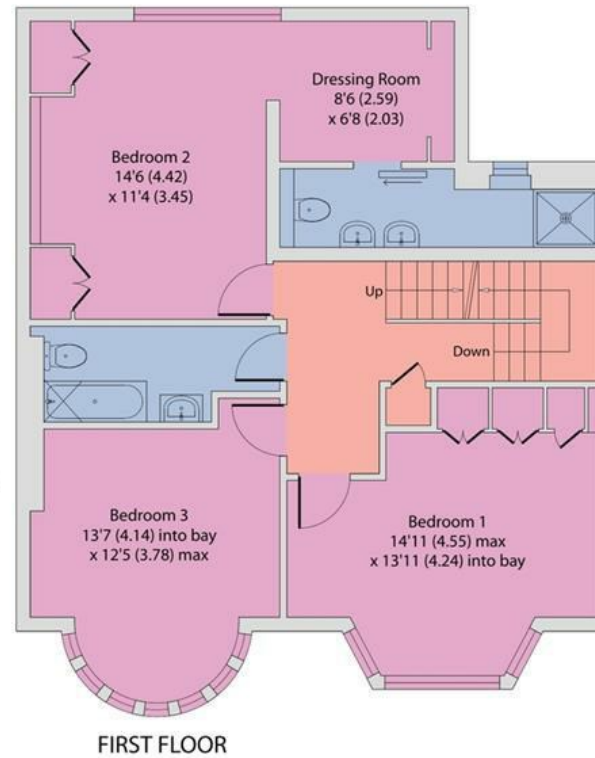 Dressing Room
8'6 (2.59)
x 6'8 (2.03)
Bedroom 2
14'6 (4.42)
x 11'4 (3.45)
Up
Down
Bedroom 3
13'7 (4.14) into bay
x 12'5 (3.78) max
Bedroom 1
14'11 (4.55) max
x 13'11 (4.24) into bay
FIRST FLOOR